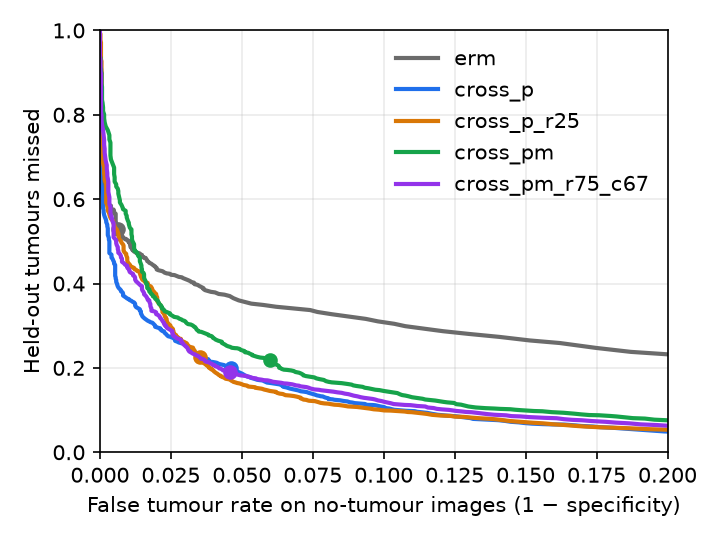 1.0
0.8
0.6
0.4
0.2
0.0
Held-out tumours missed
erm
cross_p
cross_p_r25
cross_pm
cross_pm_r75_c67
0.000 0.025 0.050 0.075 0.100 0.125 0.150 0.175 0.200
False tumour rate on no-tumour images (1 − specificity)